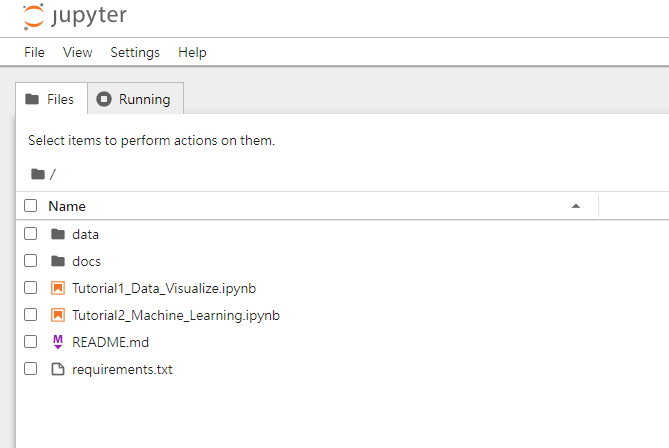 jupyter
File View Settings Help
Files Running
Select items to perform actions on them.
/
Name
data
docs
Tutorial1_Data_Visualize.ipynb
Tutorial2_Machine_Learning.ipynb
M README.md
requirements.txt